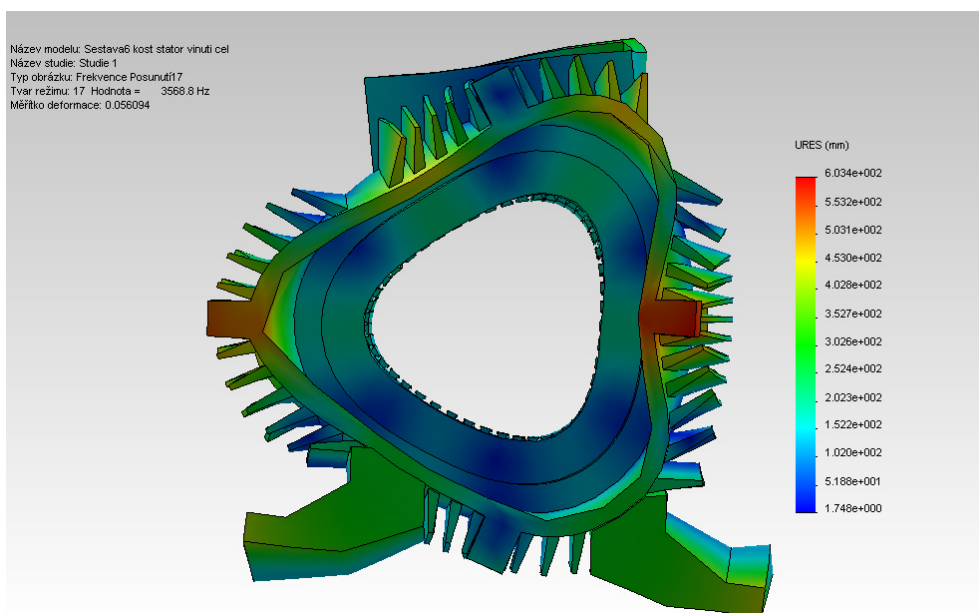 Název modelu: Sestava6 kost stator vinuti cel
Název studie: Studie 1
Typ obrázku: Frekvence Posunutí17
Tvar režimu: 17 Hodnota = 3568.8 Hz
Měřítko deformace: 0.056094
URES (mm)
6.034e+002
5.532e+002
5.031e+002
4.530e+002
4.028e+002
3.527e+002
3.026e+002
2.524e+002
2.023e+002
1.522e+002
1.020e+002
5.188e+001
1.748e+000